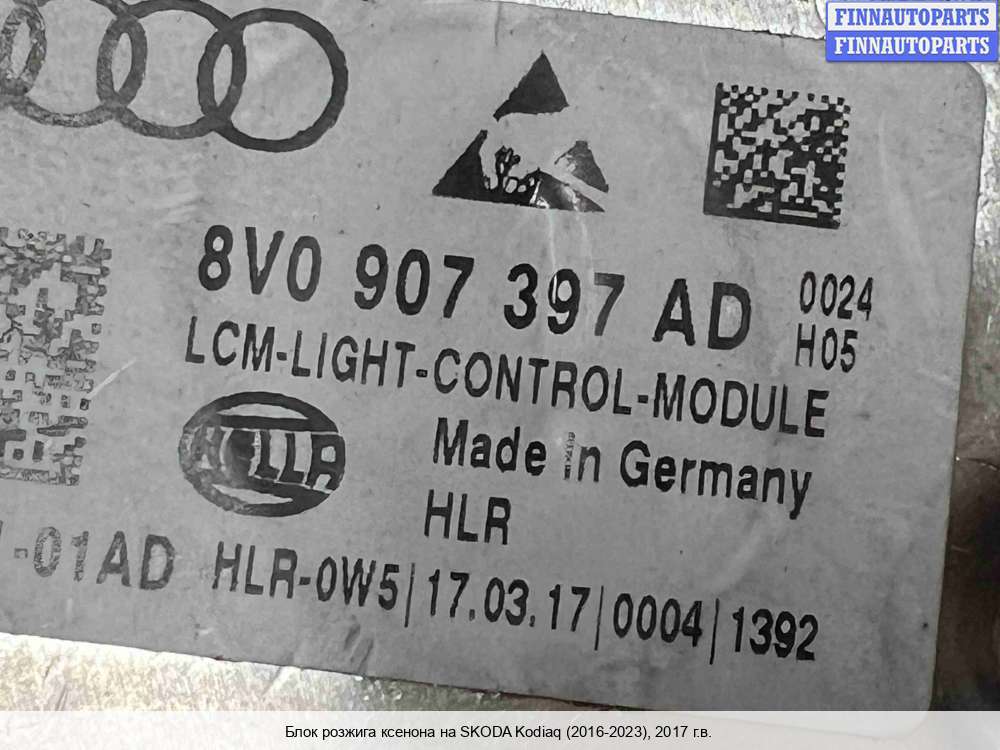 FINNAUTOPARTS
FINNAUTOPARTS
8V0 907 397 AD 0024
H05
LCM-LIGHT-CONTROL-MODULE
HELLA
Made in Germany
HLR
-01AD HLR-0W5|17.03.17|0004|1392
Блок розжига ксенона на SKODA Kodiaq (2016-2023), 2017 г.в.